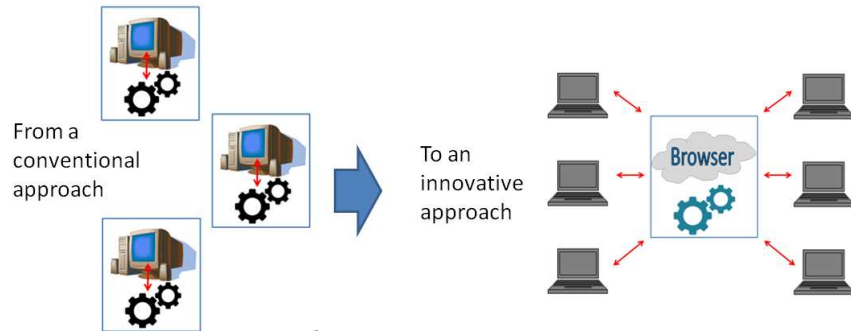 From a
conventional
approach
To an
innovative
approach
Browser